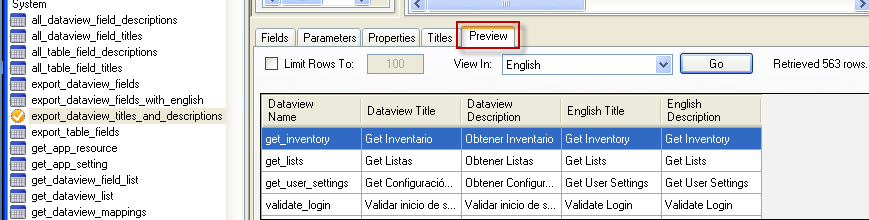 System
all_dataview_field_descriptions
all_dataview_field_titles
all_table_field_descriptions
all_table_field_titles
export_dataview_fields
export_dataview_fields_with_english
export_dataview_titles_and_descriptions
export_table_fields
get_app_resource
get_app_setting
get_dataview_field_list
get_dataview_list
get_dataview_mappings
Fields Parameters Properties Titles Preview
Limit Rows To: 100 View In: English Go Retrieved 563 rows.
Dataview Name Dataview Title Dataview Description English Title English Description
get_inventory Get Inventario Obtener Inventario Get Inventory Get Inventory
get_lists Get Listas Obtener Listas Get Lists Get Lists
get_user_settings Get Configuració... Obtener Configur... Get User Settings Get User Settings
validate_login Validar inicio de s... Validar inicio de s... Validate Login Validate Login